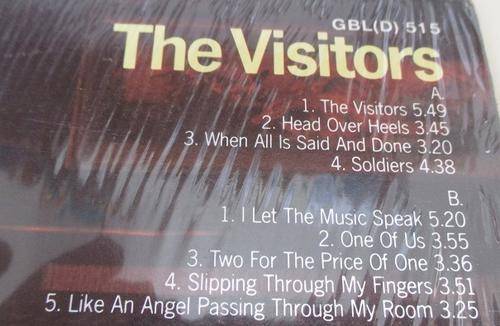 GBL(D) 515
The Visitors
A.
1. The Visitors 5.49
2. Head Over Heels 3.45
3. When All Is Said And Done 3.20
4. Soldiers 4.38
B.
1. I Let The Music Speak 5.20
2. One Of Us 3.55
3. Two For The Price Of One 3.36
4. Slipping Through My Fingers 3.51
5. Like An Angel Passing Through My Room 3.25